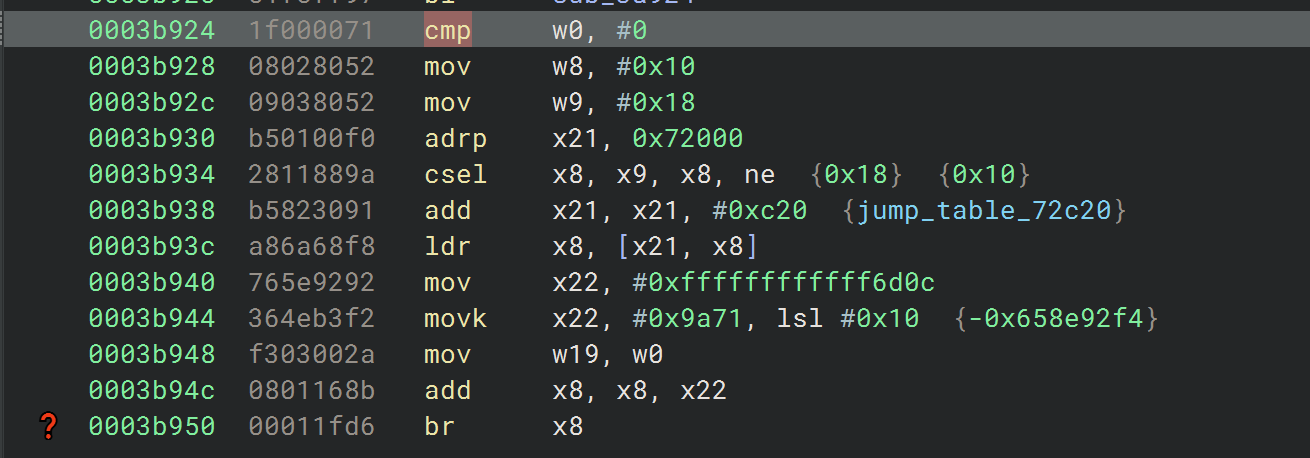 0003b924 1f000071 cmp w0, #0
0003b928 08028052 mov w8, #0x10
0003b92c 09038052 mov w9, #0x18
0003b930 b50100f0 adrp x21, 0x72000
0003b934 2811889a csel x8, x9, x8, ne {0x18} {0x10}
0003b938 b5823091 add x21, x21, #0xc20 {jump_table_72c20}
0003b93c a86a68f8 ldr x8, [x21, x8]
0003b940 765e9292 mov x22, #0xffffffffffff6d0c
0003b944 364eb3f2 movk x22, #0x9a71, lsl #0x10 {-0x658e92f4}
0003b948 f303002a mov w19, w0
0003b94c 0801168b add x8, x8, x22
? 0003b950 00011fd6 br x8